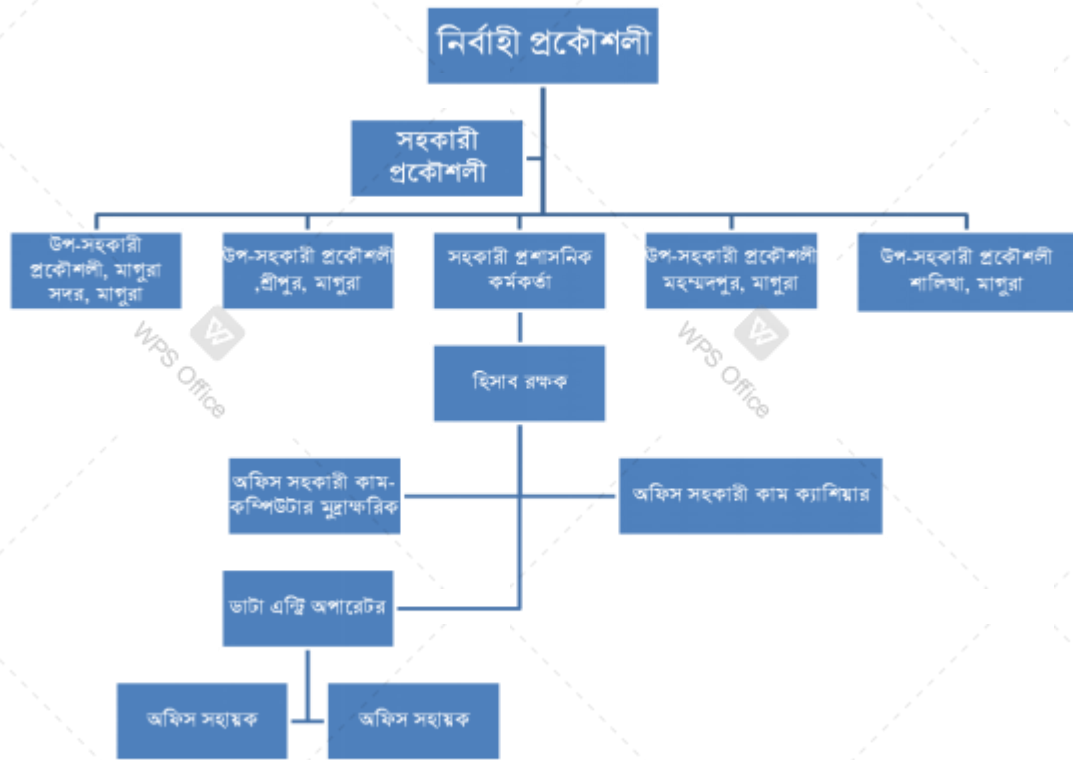 নির্বাহী প্রকৌশলী
সহকারী
প্রকৌশলী
উপ-সহকারী
প্রকৌশলী, মাগুরা
সদর, মাগুরা
উপ-সহকারী প্রকৌশলী
,শ্রীপুর, মাগুরা
সহকারী প্রশাসনিক
কর্মকর্তা
উপ-সহকারী প্রকৌশলী
মহম্মদপুর, মাগুরা
উপ-সহকারী প্রকৌশলী
শালিখা, মাগুরা
হিসাব রক্ষক
অফিস সহকারী কাম-
কম্পিউটার মুদ্রাক্ষরিক
অফিস সহকারী কাম ক্যাশিয়ার
ডাটা এন্ট্রি অপারেটর
অফিস সহায়ক
অফিস সহায়ক
WPS Office
WPS Office